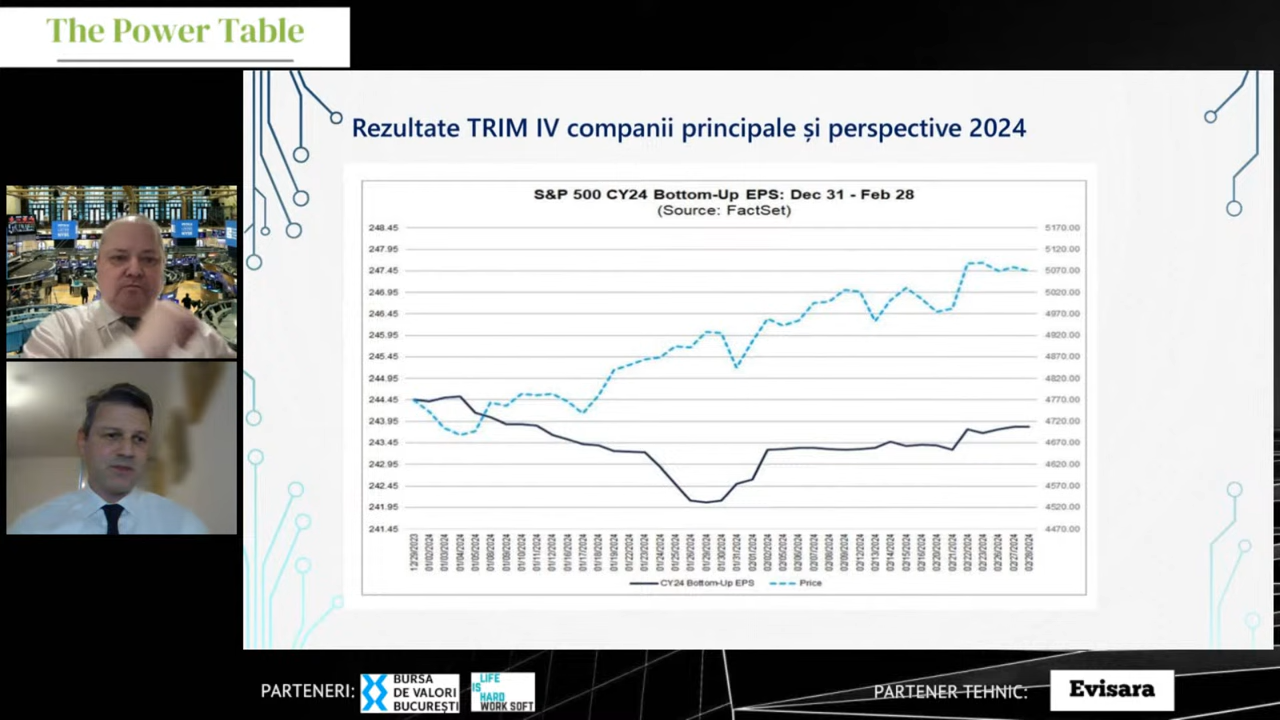 The Power Table
Rezultate TRIM IV companii principale și perspective 2024
S&P 500 CY24 Bottom-Up EPS: Dec 31 - Feb 28
(Source: FactSet)
248.45 5170.00
247.95 5120.00
247.45 5070.00
246.95 5020.00
246.45 4970.00
245.95 4920.00
245.45 4870.00
244.95 4820.00
244.45 4770.00
243.95 4720.00
243.45 4670.00
242.95 4620.00
242.45 4570.00
241.95 4520.00
241.45 4470.00
CY24 Bottom-Up EPS Price
PARTENERI:
BURSA
DE VALORI
BUCUREȘTI
LIFE
IS
HARD
WORK SOFT
PARTENER TEHNIC:
Evisara